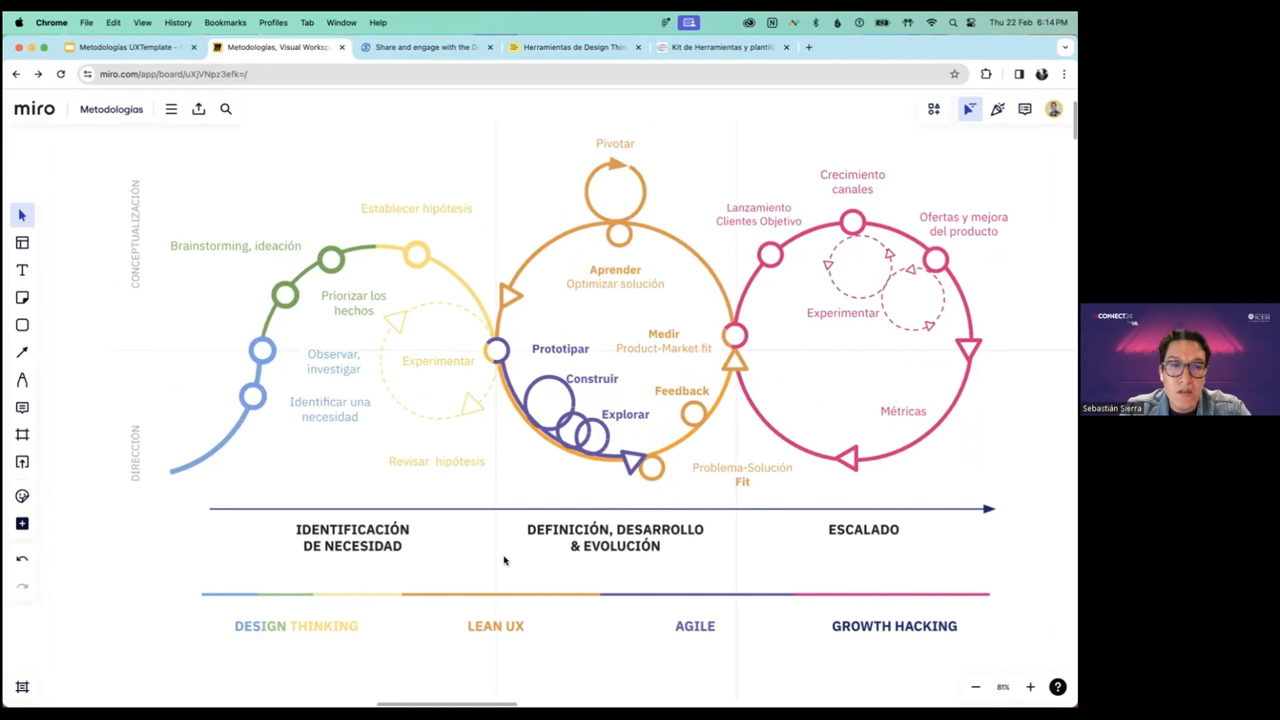 Chrome File Edit View History Bookmarks Profiles Tab Window Help
Thu 22 Feb 6:14 PM
Metodologías UXTemplate -
Metodologías, Visual Worksp
Share and engage with the D
Herramientas de Design Thin
Kit de Herramientas y plantill
miro.com/app/board/uXjVNpz3efk=/
miro
Metodologías
CONCEPTUALIZACIÓN
DIRECCIÓN
Identificar una
necesidad
Observar,
investigar
Priorizar los
hechos
Brainstorming, ideación
Establecer hipótesis
Experimentar
Revisar hipótesis
Pivotar
Aprender
Optimizar solución
Medir
Product-Market fit
Prototipar
Construir
Explorar
Feedback
Problema-Solución
Fit
Lanzamiento
Clientes Objetivo
Crecimiento
canales
Ofertas y mejora
del producto
Experimentar
Métricas
IDENTIFICACIÓN
DE NECESIDAD
DEFINICIÓN, DESARROLLO
& EVOLUCIÓN
ESCALADO
DESIGN THINKING
LEAN UX
AGILE
GROWTH HACKING
81%
Sebastián Sierra